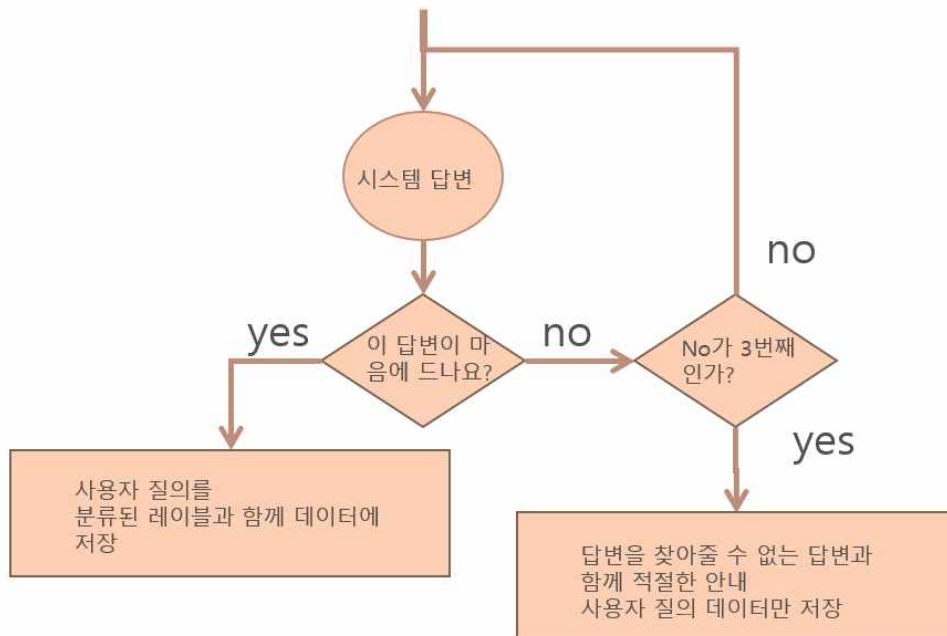 시스템 답변
no
yes
이 답변이 마
음에 드나요?
no
No가 3번째
인가?
yes
사용자 질의를
분류된 레이블과 함께 데이터에
저장
답변을 찾아줄 수 없는 답변과
함께 적절한 안내
사용자 질의 데이터만 저장